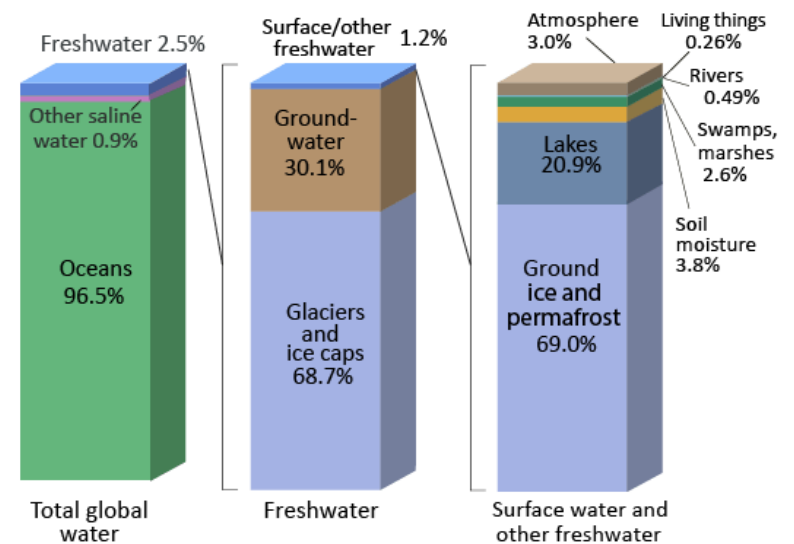 Freshwater 2.5%
Other saline
water 0.9%
Oceans
96.5%
Total global
water
Surface/other
freshwater 1.2%
Ground-
water
30.1%
Glaciers
and
ice caps
68.7%
Freshwater
Atmosphere
3.0%
Living things
0.26%
Rivers
0.49%
Swamps,
marshes
2.6%
Soil
moisture
3.8%
Lakes
20.9%
Ground
ice and
permafrost
69.0%
Surface water and
other freshwater